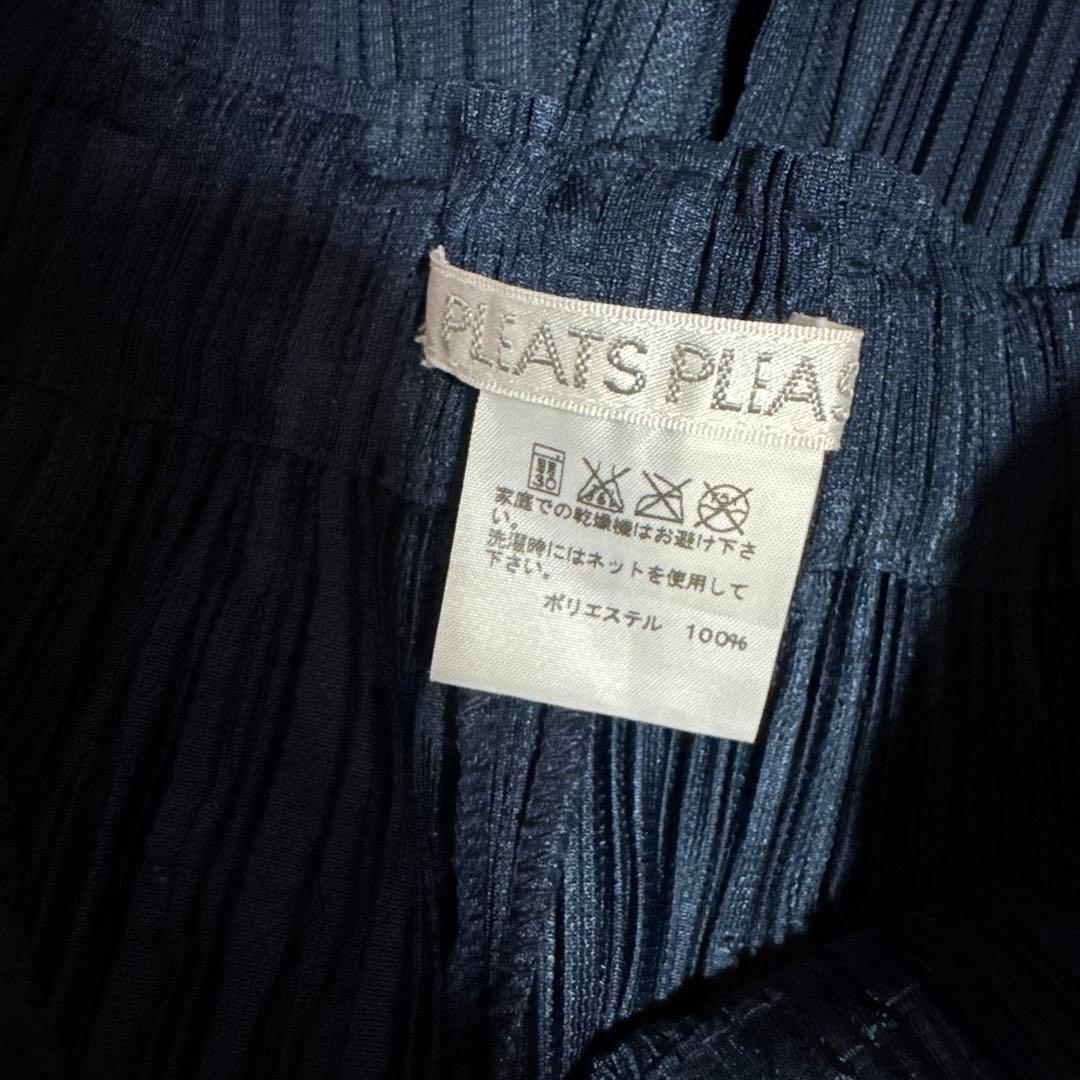 PLEATS PLEAS
30
家庭での乾燥機はお避け下さ
い。
洗濯時にはネットを使用して
下さい。
ポリエステル 100%